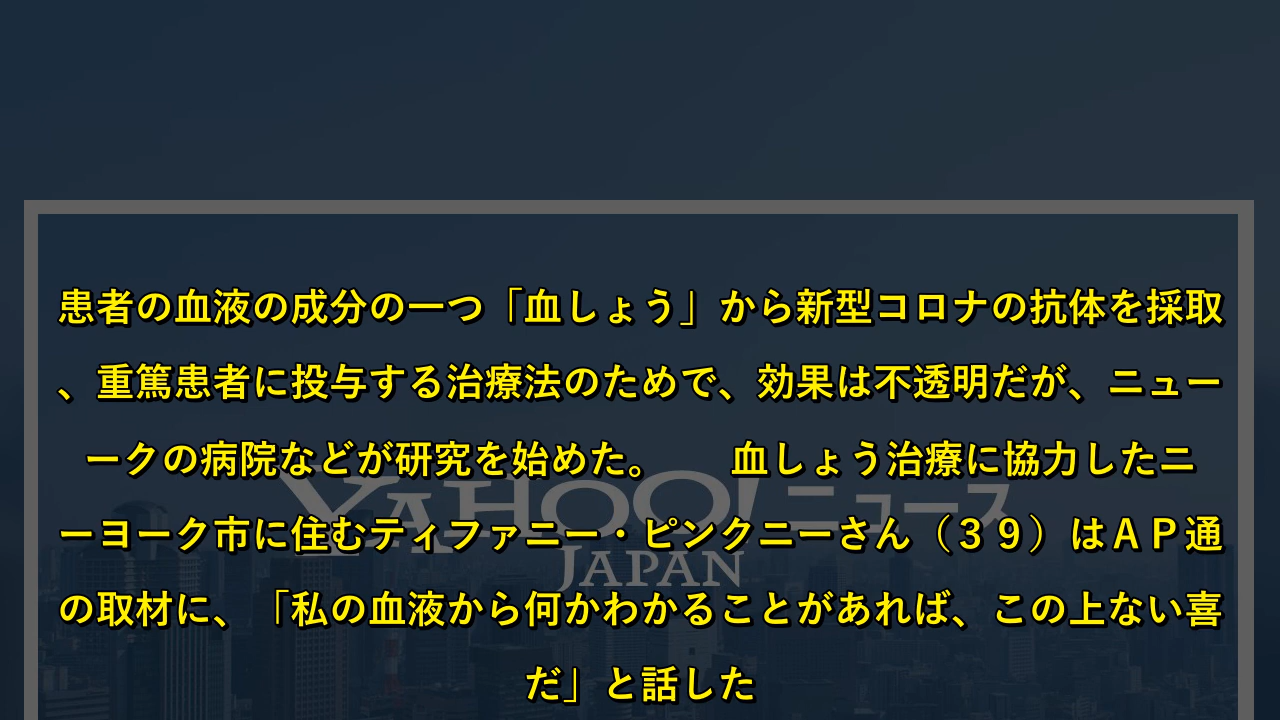 患者の血液の成分の一つ「血しょう」から新型コロナの抗体を採取
、重篤患者に投与する治療法のためで、効果は不透明だが、ニュー
ークの病院などが研究を始めた。　　血しょう治療に協力したニ
ーヨーク市に住むティファニー・ピンクニーさん（３９）はＡＰ通
の取材に、「私の血液から何かわかることがあれば、この上ない喜
だ」と話した
YAHOO! ニュース
JAPAN